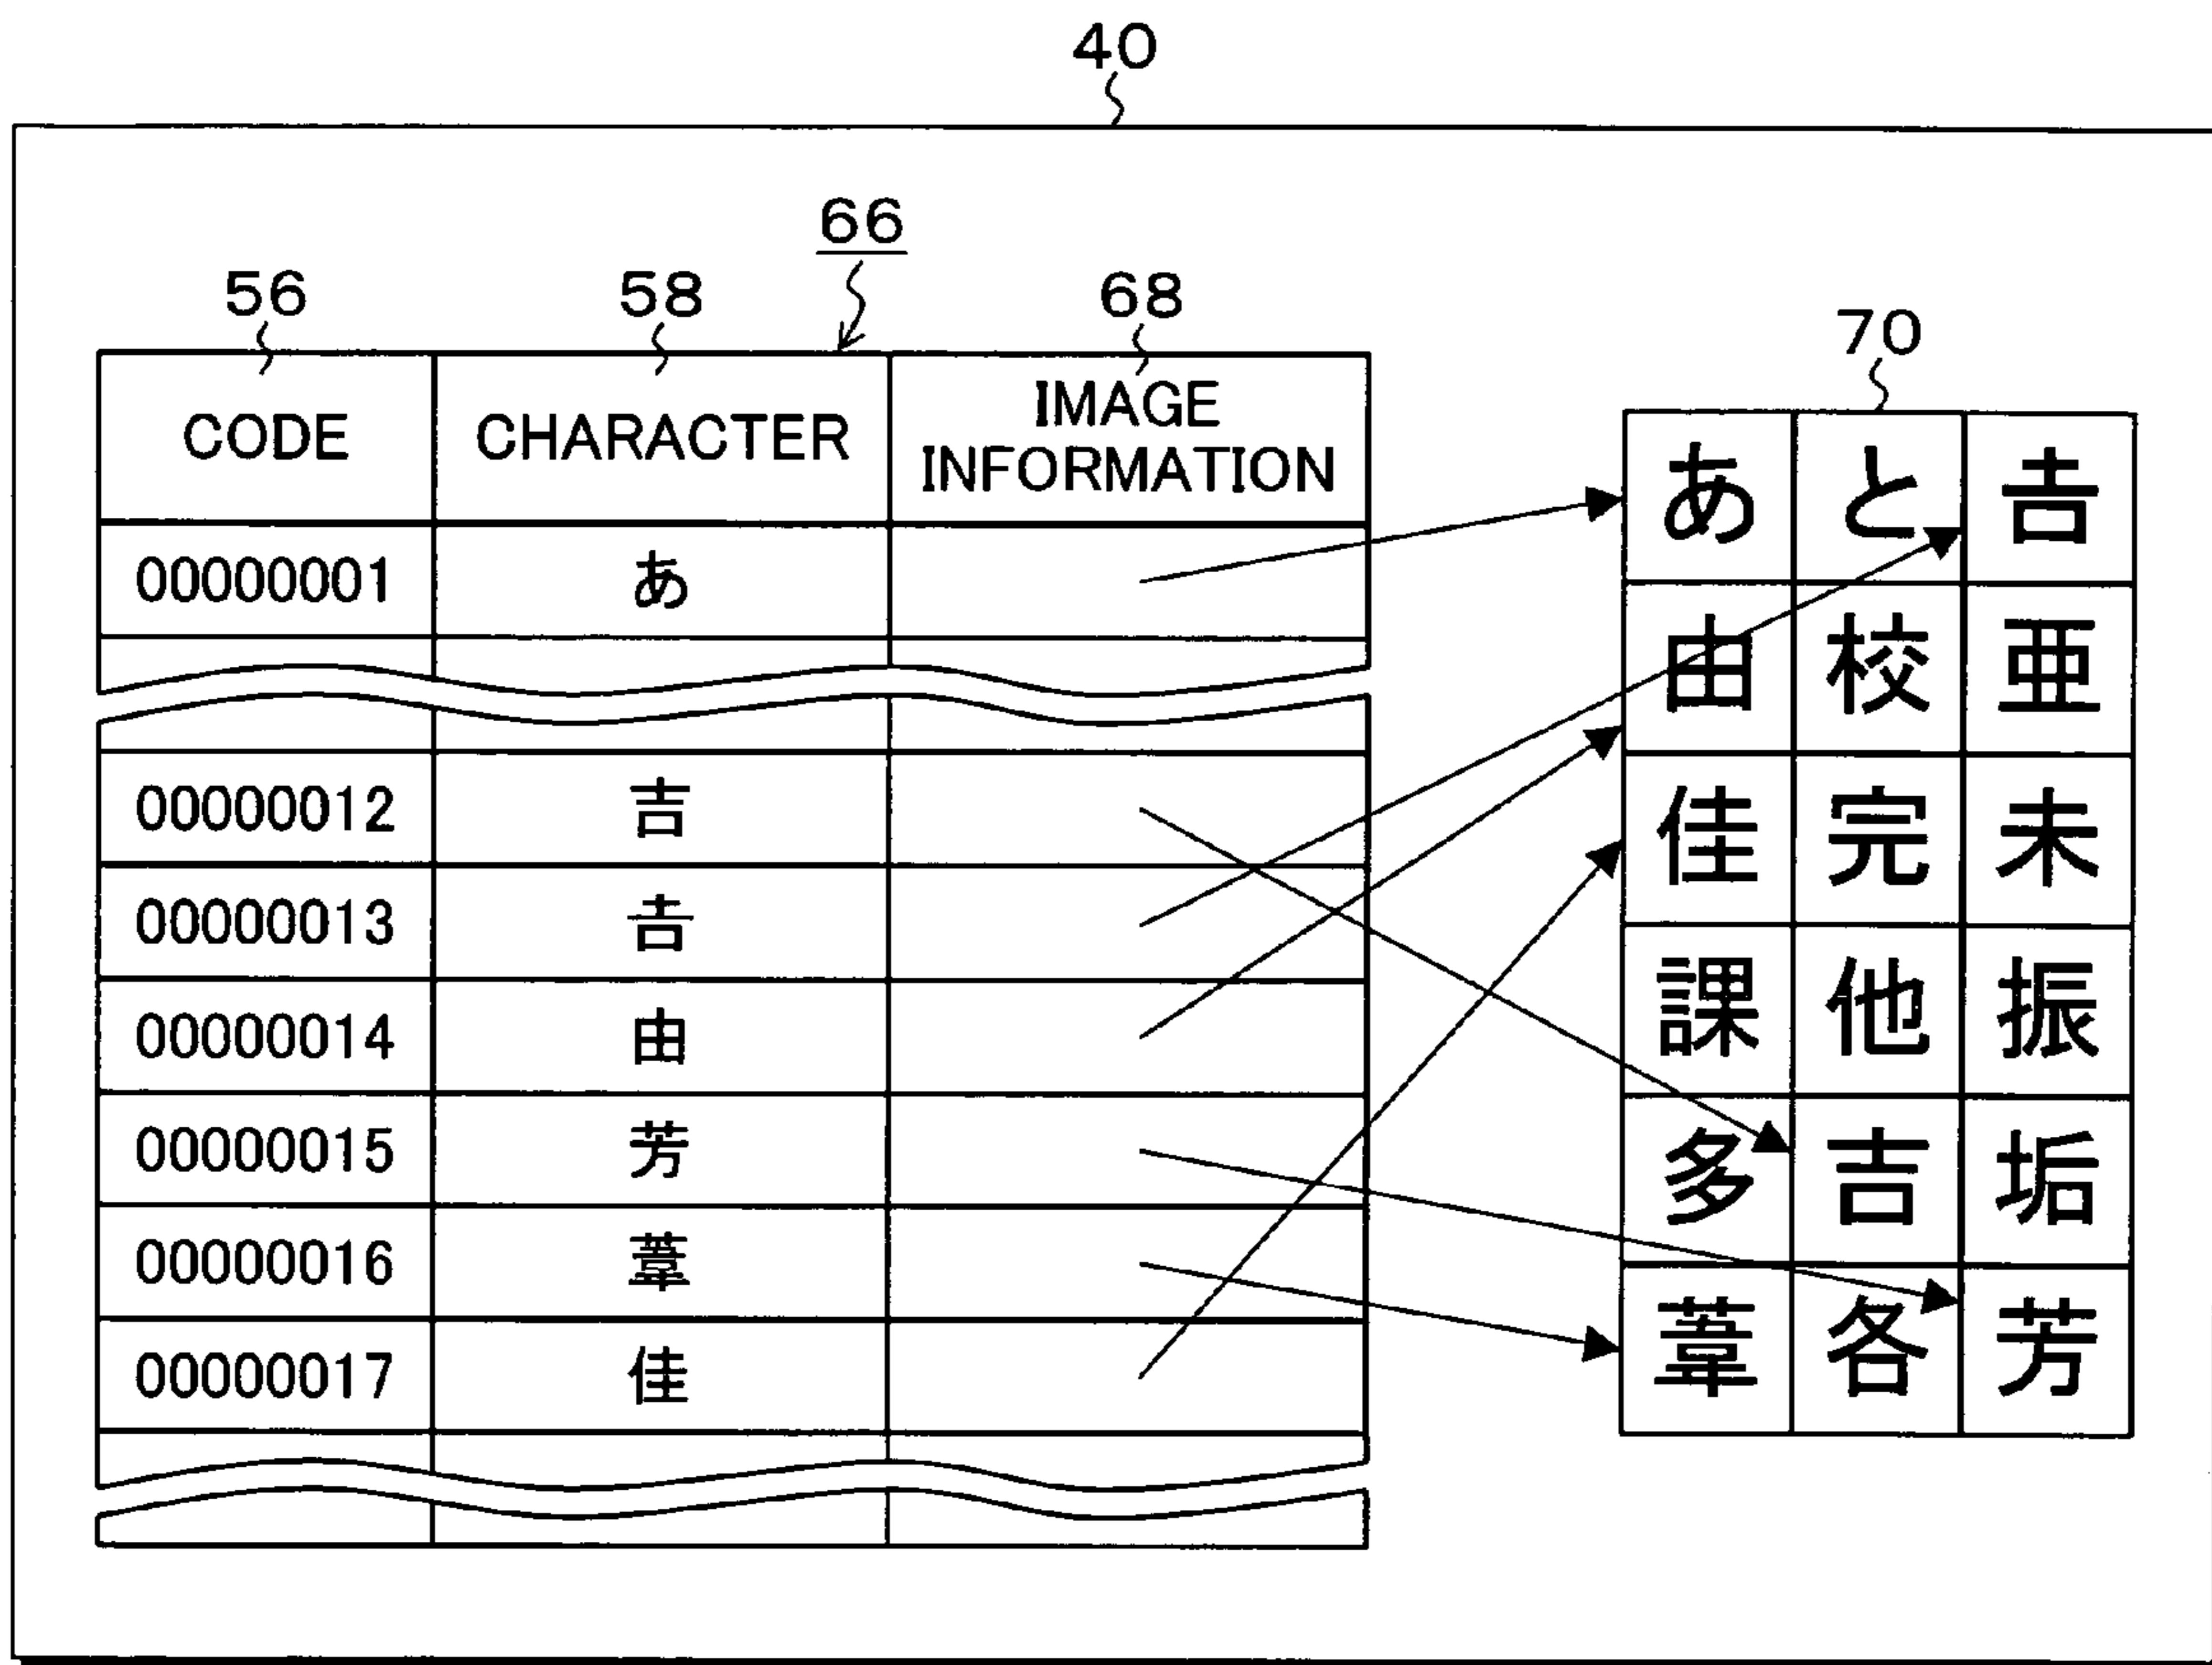 40
66
56 58 68
70
CODE CHARACTER IMAGE INFORMATION
00000001 あ
00000012 吉
00000013 𠮷
00000014 由
00000015 芳
00000016 葦
00000017 佳
あ と 𠮷
由 校 亜
佳 完 未
課 他 振
多 吉 垢
葦 各 芳